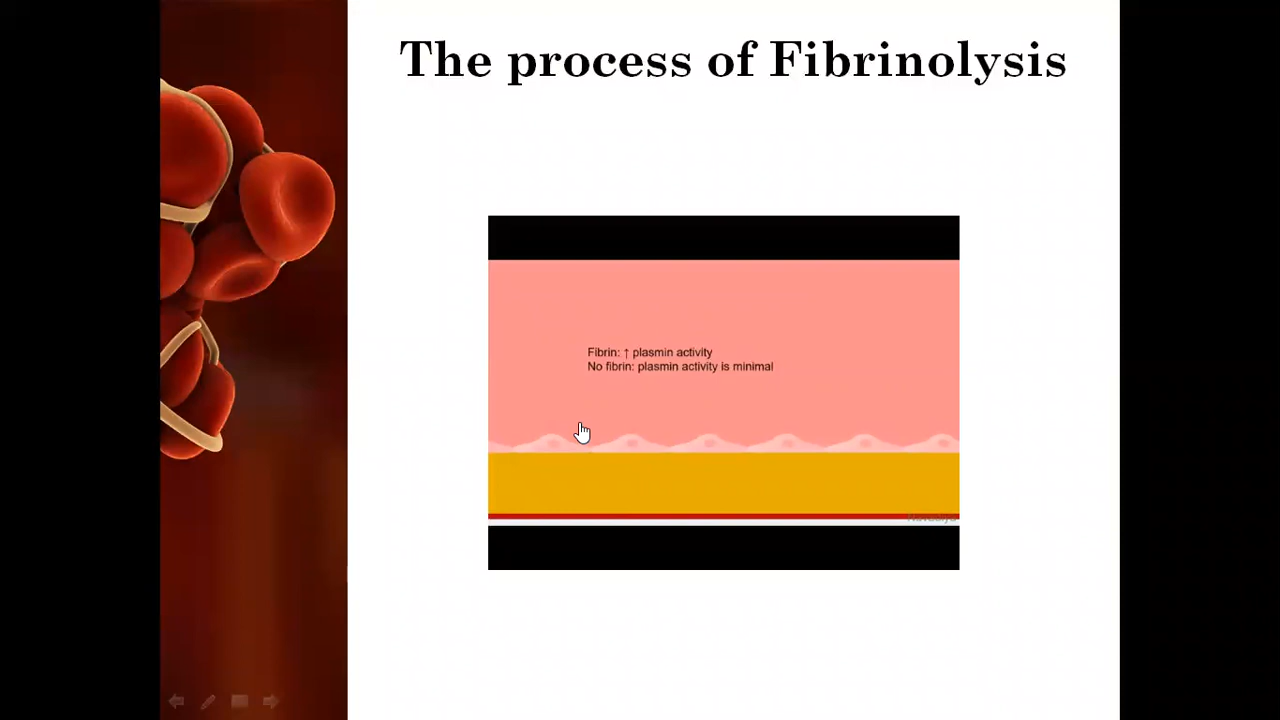 The process of Fibrinolysis
Fibrin: ↑ plasmin activity
No fibrin: plasmin activity is minimal